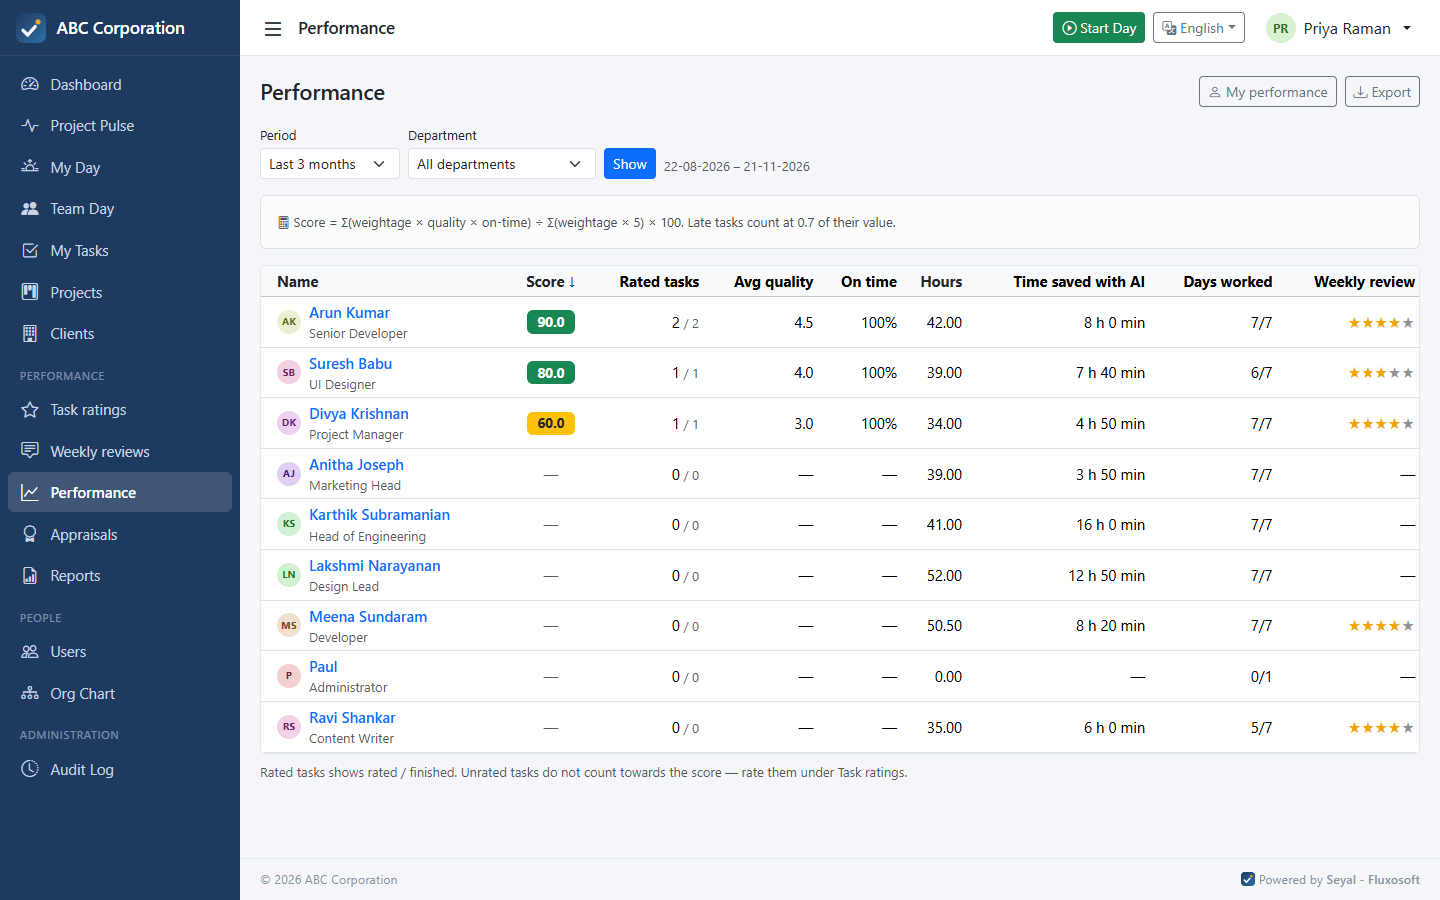 ABC Corporation
Performance
Start Day
English
PR
Priya Raman
Dashboard
Project Pulse
My Day
Team Day
My Tasks
Projects
Clients
PERFORMANCE
Task ratings
Weekly reviews
Performance
Appraisals
Reports
PEOPLE
Users
Org Chart
ADMINISTRATION
Audit Log
Performance
My performance
Export
Period
Department
Last 3 months
All departments
Show
22-08-2026 – 21-11-2026
Score = Σ(weightage × quality × on-time) ÷ Σ(weightage × 5) × 100. Late tasks count at 0.7 of their value.
Name Score ↓ Rated tasks Avg quality On time Hours Time saved with AI Days worked Weekly review
AK Arun Kumar
Senior Developer
90.0 2 / 2 4.5 100% 42.00 8 h 0 min 7/7 ★★★★★
SB Suresh Babu
UI Designer
80.0 1 / 1 4.0 100% 39.00 7 h 40 min 6/7 ★★★★★
DK Divya Krishnan
Project Manager
60.0 1 / 1 3.0 100% 34.00 4 h 50 min 7/7 ★★★★★
AJ Anitha Joseph
Marketing Head
— 0 / 0 — — 39.00 3 h 50 min 7/7 —
KS Karthik Subramanian
Head of Engineering
— 0 / 0 — — 41.00 16 h 0 min 7/7 —
LN Lakshmi Narayanan
Design Lead
— 0 / 0 — — 52.00 12 h 50 min 7/7 —
MS Meena Sundaram
Developer
— 0 / 0 — — 50.50 8 h 20 min 7/7 ★★★★★
P Paul
Administrator
— 0 / 0 — — 0.00 — 0/1 —
RS Ravi Shankar
Content Writer
— 0 / 0 — — 35.00 6 h 0 min 5/7 ★★★★★
Rated tasks shows rated / finished. Unrated tasks do not count towards the score — rate them under Task ratings.
© 2026 ABC Corporation
Powered by Seyal - Fluxosoft